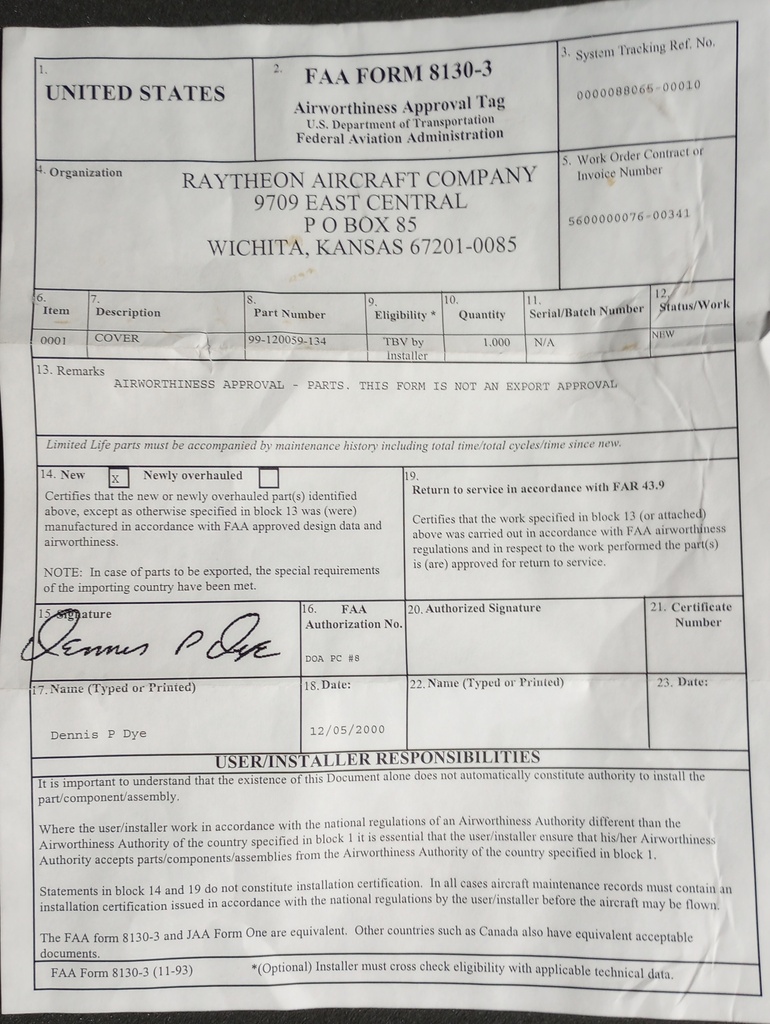 1.
UNITED STATES
2.
FAA FORM 8130-3
Airworthiness Approval Tag
U.S. Department of Transportation
Federal Aviation Administration
3. System Tracking Ref. No.
0000088065-00010
4. Organization
RAYTHEON AIRCRAFT COMPANY
9709 EAST CENTRAL
P O BOX 85
WICHITA, KANSAS 67201-0085
5. Work Order Contract or
Invoice Number
5600000076-00341
6.
Item
7.
Description
8.
Part Number
9.
Eligibility *
10.
Quantity
11.
Serial/Batch Number
12.
Status/Work
0001
COVER
99-120059-134
TBV by
Installer
1.000
N/A
NEW
13. Remarks
AIRWORTHINESS APPROVAL - PARTS. THIS FORM IS NOT AN EXPORT APPROVAL
Limited Life parts must be accompanied by maintenance history including total time/total cycles/time since new.
14. New X Newly overhauled
Certifies that the new or newly overhauled part(s) identified
above, except as otherwise specified in block 13 was (were)
manufactured in accordance with FAA approved design data and
airworthiness.
NOTE: In case of parts to be exported, the special requirements
of the importing country have been met.
19.
Return to service in accordance with FAR 43.9
Certifies that the work specified in block 13 (or attached)
above was carried out in accordance with FAA airworthiness
regulations and in respect to the work performed the part(s)
is (are) approved for return to service.
15. Signature
Dennis P Dye
16. FAA
Authorization No.
DOA PC #8
20. Authorized Signature
21. Certificate
Number
17. Name (Typed or Printed)
Dennis P Dye
18. Date:
12/05/2000
22. Name (Typed or Printed)
23. Date:
USER/INSTALLER RESPONSIBILITIES
It is important to understand that the existence of this Document alone does not automatically constitute authority to install the
part/component/assembly.
Where the user/installer work in accordance with the national regulations of an Airworthiness Authority different than the
Airworthiness Authority of the country specified in block 1 it is essential that the user/installer ensure that his/her Airworthiness
Authority accepts parts/components/assemblies from the Airworthiness Authority of the country specified in block 1.
Statements in block 14 and 19 do not constitute installation certification. In all cases aircraft maintenance records must contain an
installation certification issued in accordance with the national regulations by the user/installer before the aircraft may be flown.
The FAA form 8130-3 and JAA Form One are equivalent. Other countries such as Canada also have equivalent acceptable
documents.
FAA Form 8130-3 (11-93) *(Optional) Installer must cross check eligibility with applicable technical data.